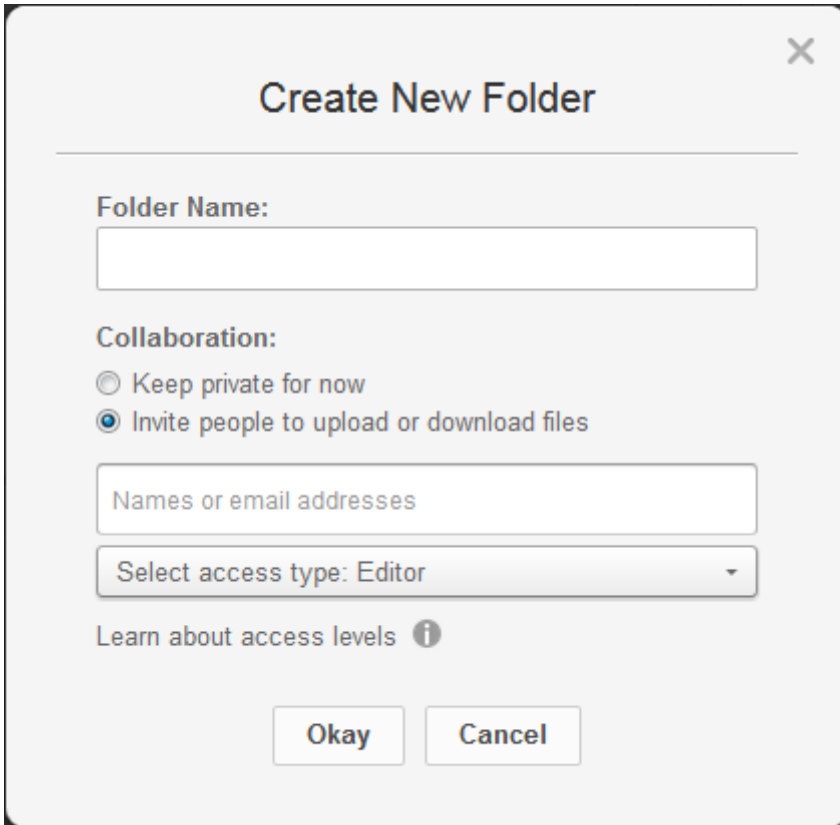 Create New Folder
Folder Name:
Collaboration:
Keep private for now
Invite people to upload or download files
Names or email addresses
Select access type: Editor
Learn about access levels
Okay
Cancel